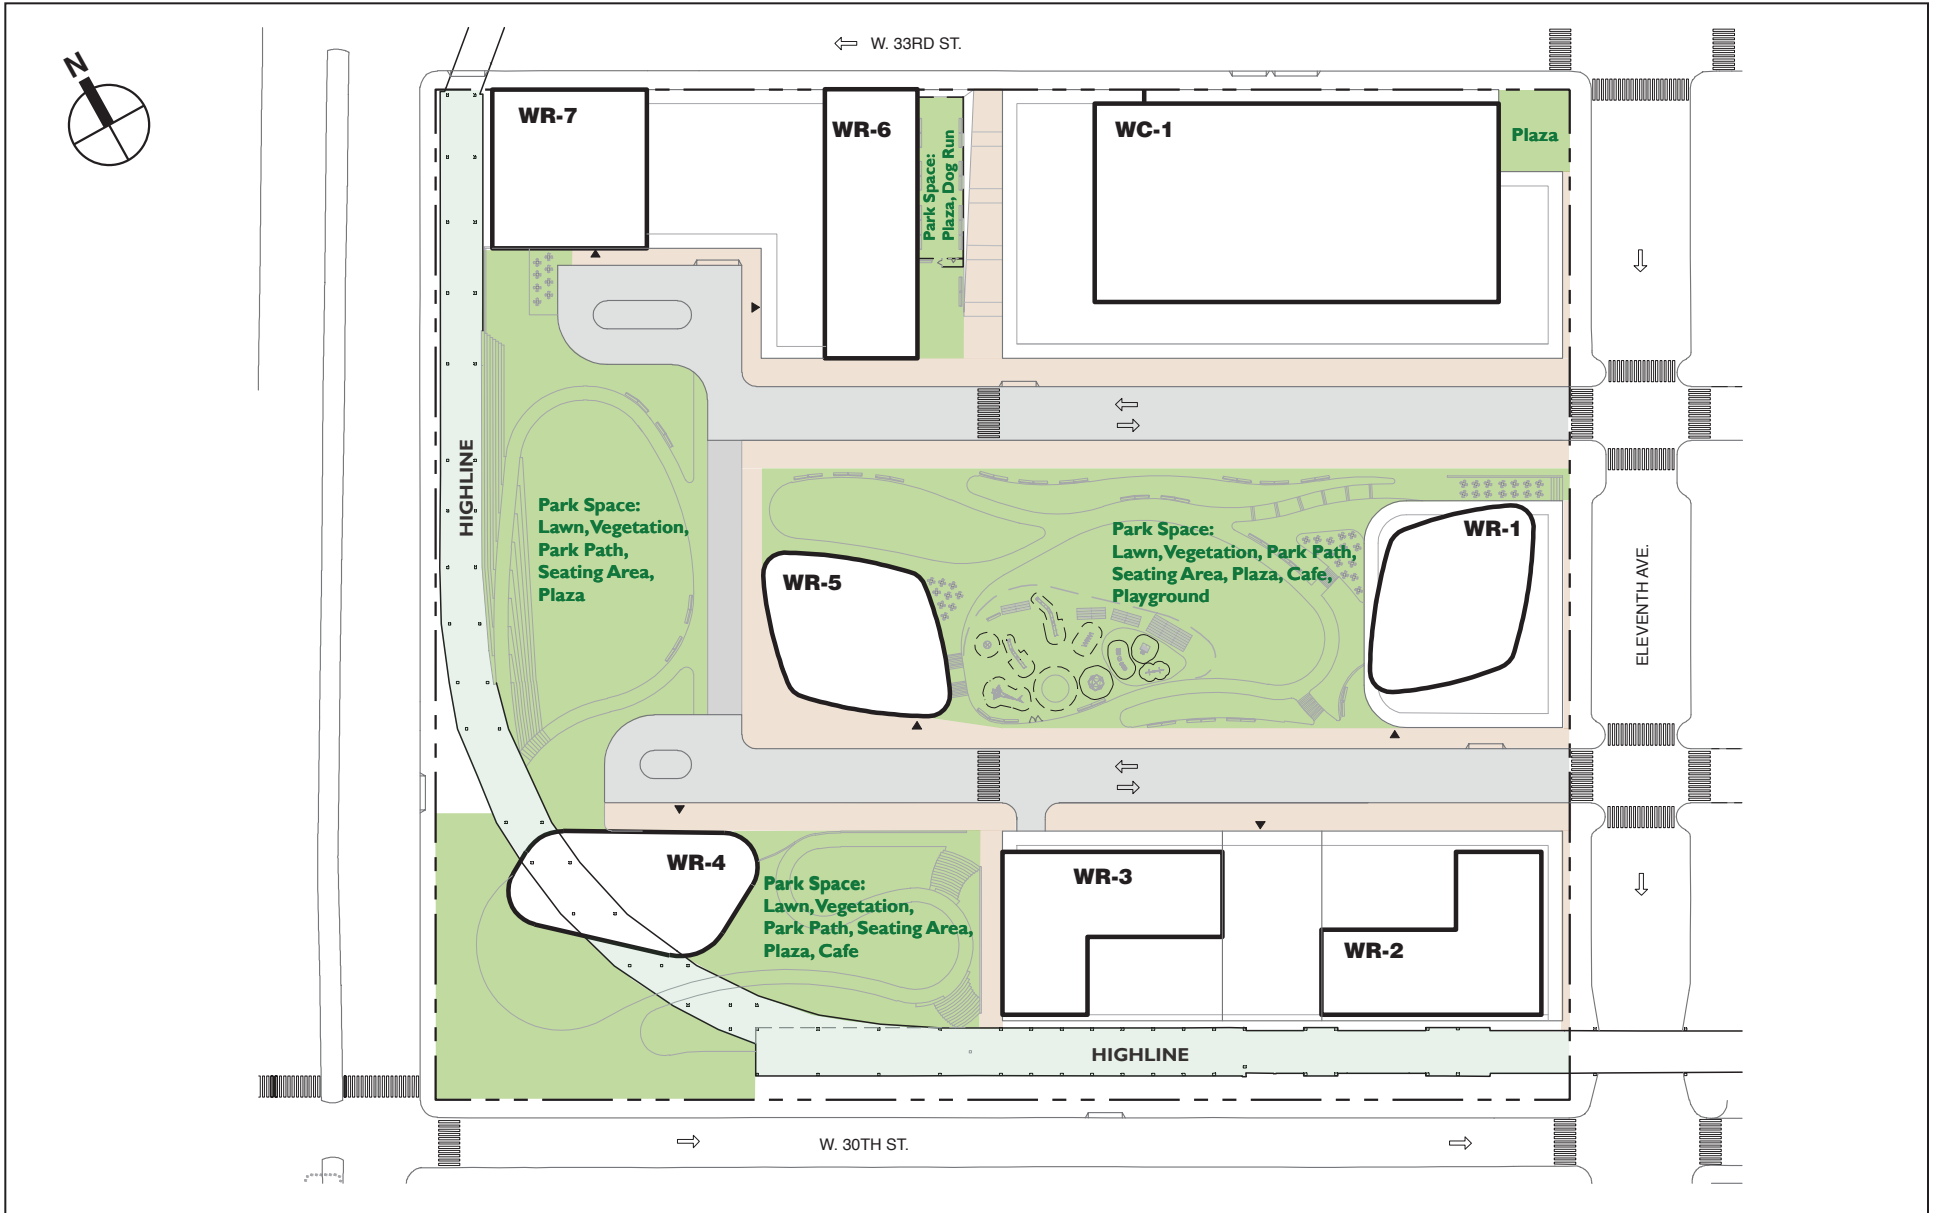 N
W. 33RD ST.
WR-7
WR-6
Park Space:
Plaza, Dog Run
WC-1
Plaza
HIGHLINE
Park Space:
Lawn, Vegetation,
Park Path,
Seating Area,
Plaza
WR-5
Park Space:
Lawn, Vegetation, Park Path,
Seating Area, Plaza, Cafe,
Playground
WR-1
ELEVENTH AVE.
WR-4
Park Space:
Lawn, Vegetation,
Park Path, Seating Area,
Plaza, Cafe
WR-3
WR-2
HIGHLINE
W. 30TH ST.